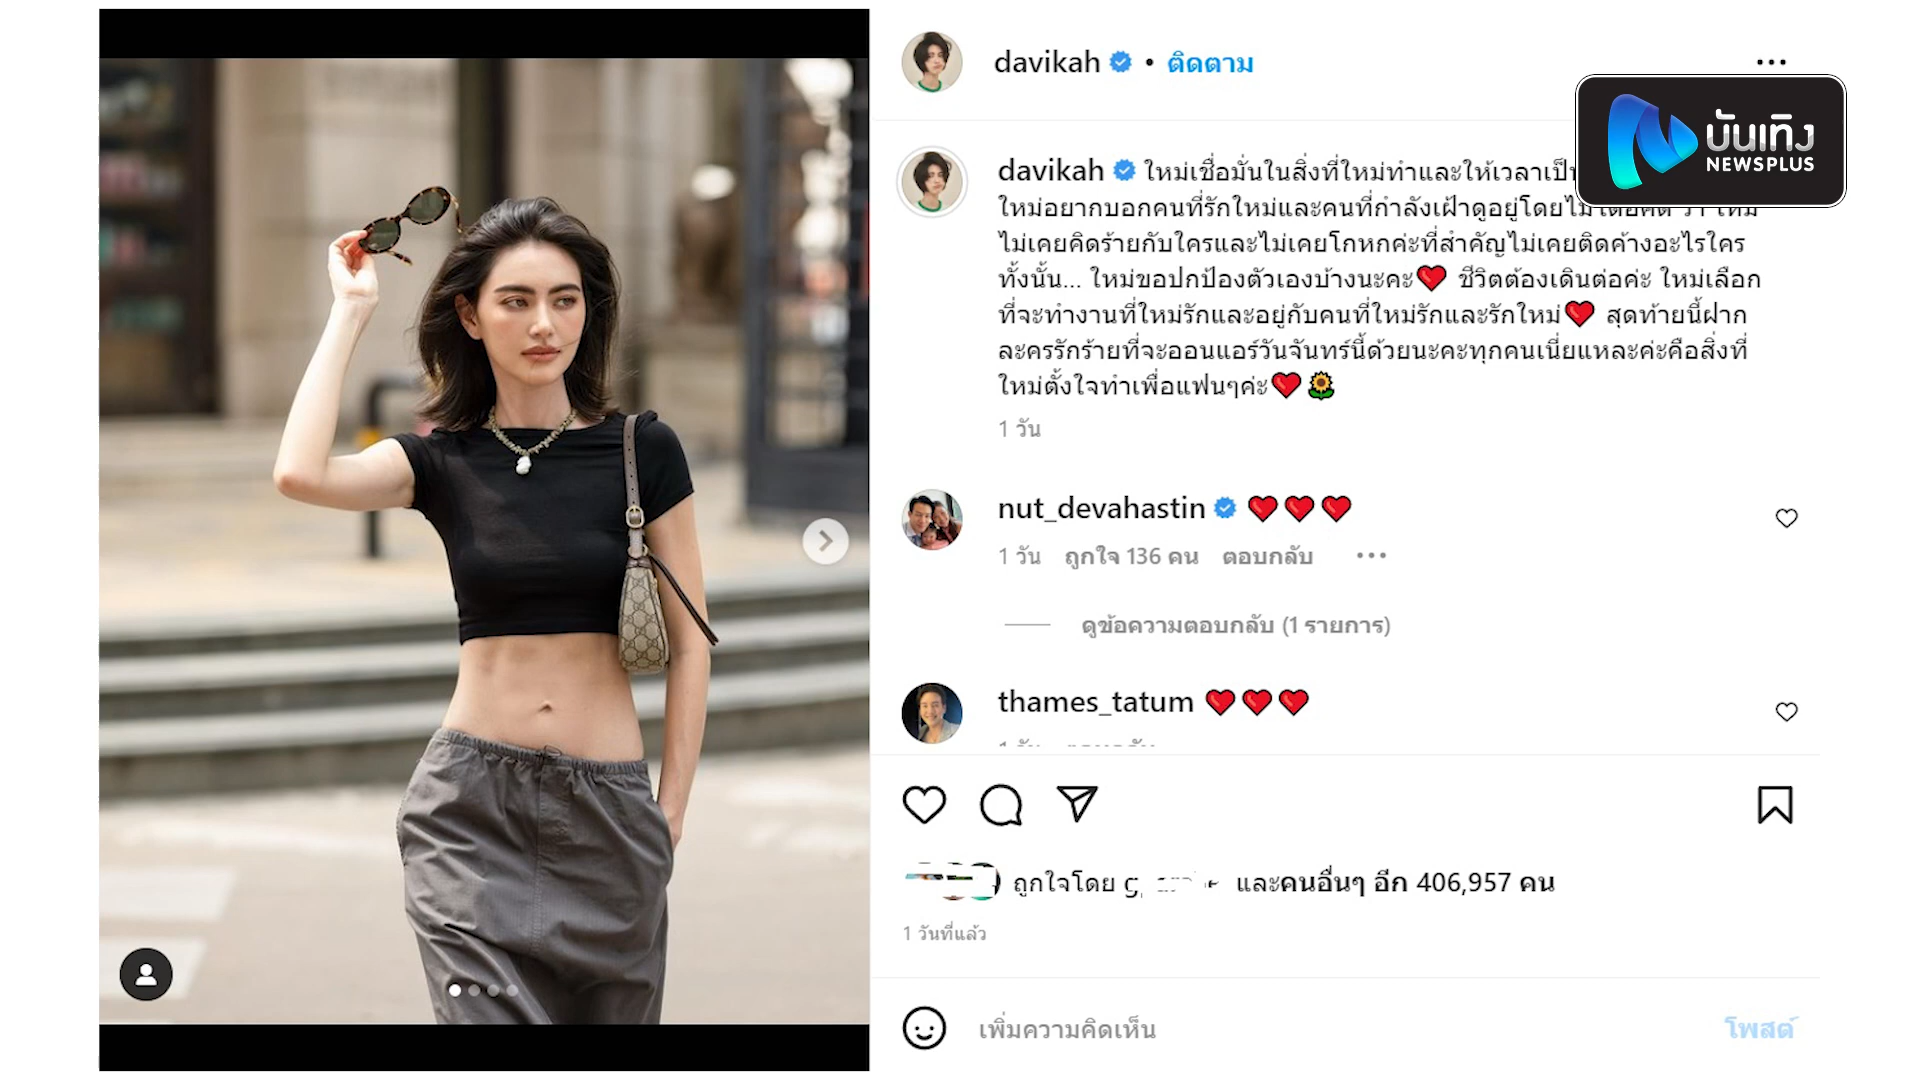 davikah • ติดตาม
บันเทิง
NEWSPLUS
davikah ใหม่เชื่อมั่นในสิ่งที่ใหม่ทำและให้เวลา
ใหม่อยากบอกคนที่รักใหม่และคนที่กำลังเฝ้าดูอยู่โดย
ไม่เคยคิดร้ายกับใครและไม่เคยโกหกค่ะที่สำคัญไม่เคยติดค้างอะไรใคร
ทั้งนั้น... ใหม่ขอปกป้องตัวเองบ้างนะคะ❤️ ชีวิตต้องเดินต่อค่ะ ใหม่เลือก
ที่จะทำงานที่ใหม่รักและอยู่กับคนที่ใหม่รักและรักใหม่❤️ สุดท้ายนี้ฝาก
ละครรักร้ายที่จะออนแอร์วันจันทร์นี้ด้วยนะคะทุกคนเนี่ยแหละค่ะคือสิ่งที่
ใหม่ตั้งใจทำเพื่อแฟนๆค่ะ❤️🌻
1 วัน
nut_devahastin ❤️❤️❤️
1 วัน ถูกใจ 136 คน ตอบกลับ
ดูข้อความตอบกลับ (1 รายการ)
thames_tatum ❤️❤️❤️
ถูกใจโดย และคนอื่นๆ อีก 406,957 คน
1 วันที่แล้ว
เพิ่มความคิดเห็น
โพสต์